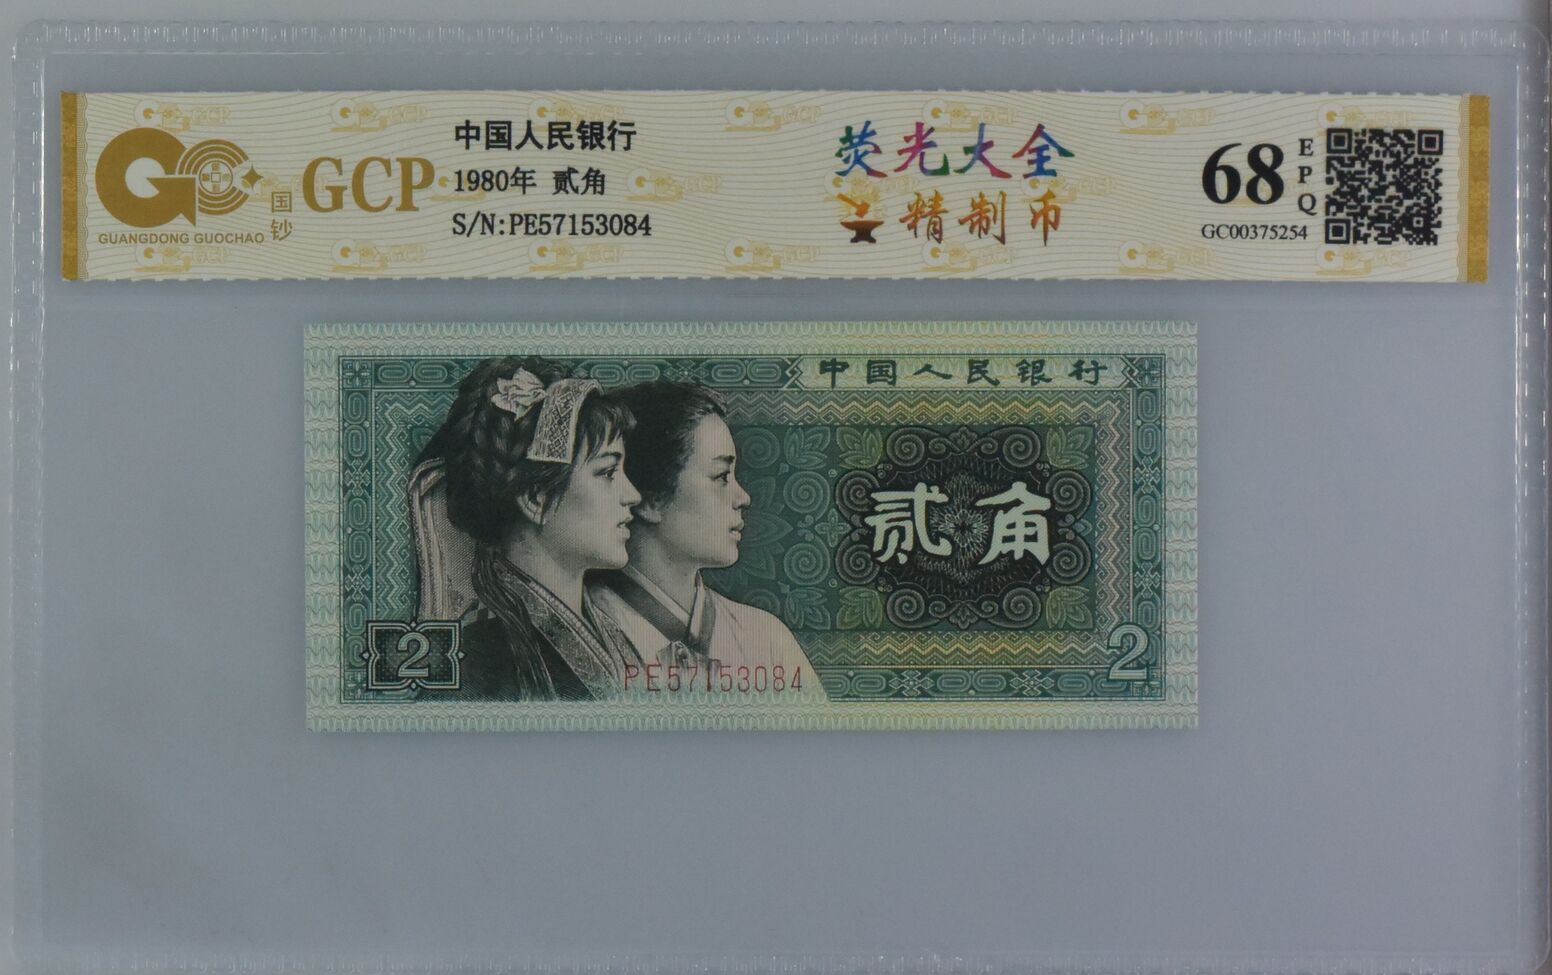 GC
国钞
GUANGDONG GUOCHAO
GCP
中国人民银行
1980年 贰角
S/N:PE57153084
荧光大全
精制币
68
EPQ
GC00375254
中国人民银行
贰角
2
2
PE57153084